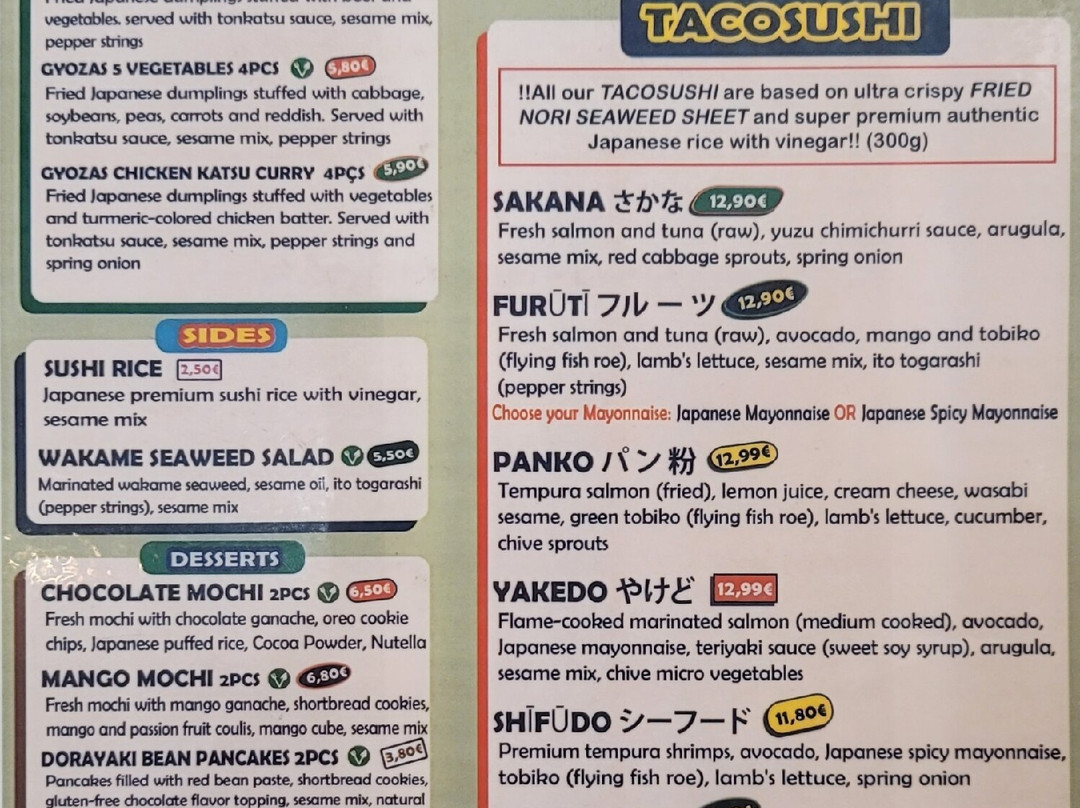 vegetables. served with tonkatsu sauce, sesame mix,
pepper strings
GYOZAS 5 VEGETABLES 4PCS 5,80€
Fried Japanese dumplings stuffed with cabbage,
soybeans, peas, carrots and reddish. Served with
tonkatsu sauce, sesame mix, pepper strings
GYOZAS CHICKEN KATSU CURRY 4PÇS 5,90€
Fried Japanese dumplings stuffed with vegetables
and turmeric-colored chicken batter. Served with
tonkatsu sauce, sesame mix, pepper strings and
spring onion
SIDES
SUSHI RICE 2,50€
Japanese premium sushi rice with vinegar,
sesame mix
WAKAME SEAWEED SALAD 5,50€
Marinated wakame seaweed, sesame oil, ito togarashi
(pepper strings), sesame mix
DESSERTS
CHOCOLATE MOCHI 2PCS 6,50€
Fresh mochi with chocolate ganache, oreo cookie
chips, Japanese puffed rice, Cocoa Powder, Nutella
MANGO MOCHI 2PCS 6,80€
Fresh mochi with mango ganache, shortbread cookies,
mango and passion fruit coulis, mango cube, sesame mix
DORAYAKI BEAN PANCAKES 2PCS 3,80€
Pancakes filled with red bean paste, shortbread cookies,
gluten-free chocolate flavor topping, sesame mix, natural
TACOSUSHI
!!All our TACOSUSHI are based on ultra crispy FRIED
NORI SEAWEED SHEET and super premium authentic
Japanese rice with vinegar!! (300g)
SAKANA さかな 12,90€
Fresh salmon and tuna (raw), yuzu chimichurri sauce, arugula,
sesame mix, red cabbage sprouts, spring onion
FURŪTĪ フルーツ 12,90€
Fresh salmon and tuna (raw), avocado, mango and tobiko
(flying fish roe), lamb's lettuce, sesame mix, ito togarashi
(pepper strings)
Choose your Mayonnaise: Japanese Mayonnaise OR Japanese Spicy Mayonnaise
PANKO パン粉 12,99€
Tempura salmon (fried), lemon juice, cream cheese, wasabi
sesame, green tobiko (flying fish roe), lamb's lettuce, cucumber,
chive sprouts
YAKEDO やけど 12,99€
Flame-cooked marinated salmon (medium cooked), avocado,
Japanese mayonnaise, teriyaki sauce (sweet soy syrup), arugula,
sesame mix, chive micro vegetables
SHĪFŪDO シーフード 11,80€
Premium tempura shrimps, avocado, Japanese spicy mayonnaise,
tobiko (flying fish roe), lamb's lettuce, spring onion